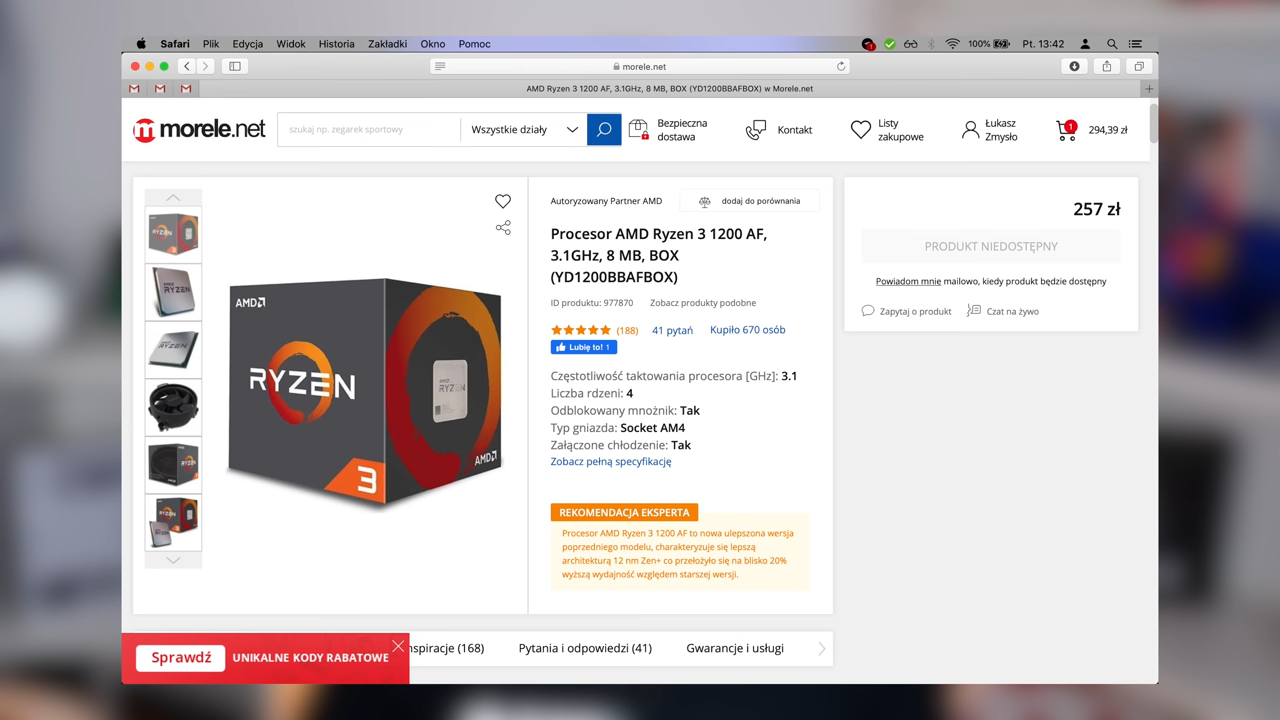 Safari Plik Edycja Widok Historia Zakładki Okno Pomoc
1 100% Pt. 13:42
morele.net
AMD Ryzen 3 1200 AF, 3.1GHz, 8 MB, BOX (YD1200BBAFBOX) w Morele.net
morele.net
szukaj np. zegarek sportowy
Wszystkie działy
Bezpieczna
dostawa
Kontakt
Listy
zakupowe
Łukasz
Zmysło
1
294,39 zł
Autoryzowany Partner AMD
dodaj do porównania
Procesor AMD Ryzen 3 1200 AF,
3.1GHz, 8 MB, BOX
(YD1200BBAFBOX)
ID produktu: 977870 Zobacz produkty podobne
(188) 41 pytań Kupiło 670 osób
Lubię to! 1
Częstotliwość taktowania procesora [GHz]: 3.1
Liczba rdzeni: 4
Odblokowany mnożnik: Tak
Typ gniazda: Socket AM4
Załączone chłodzenie: Tak
Zobacz pełną specyfikację
REKOMENDACJA EKSPERTA
Procesor AMD Ryzen 3 1200 AF to nowa ulepszona wersja
poprzedniego modelu, charakteryzuje się lepszą
architekturą 12 nm Zen+ co przełożyło się na blisko 20%
wyższą wydajność względem starszej wersji.
257 zł
PRODUKT NIEDOSTĘPNY
Powiadom mnie mailowo, kiedy produkt będzie dostępny
Zapytaj o produkt Czat na żywo
AMD
RYZEN
3
RYZEN
AMD
RYZEN
RYZEN
RYZEN
RYZEN
RYZEN
Sprawdź UNIKALNE KODY RABATOWE
nspiracje (168) Pytania i odpowiedzi (41) Gwarancje i usługi